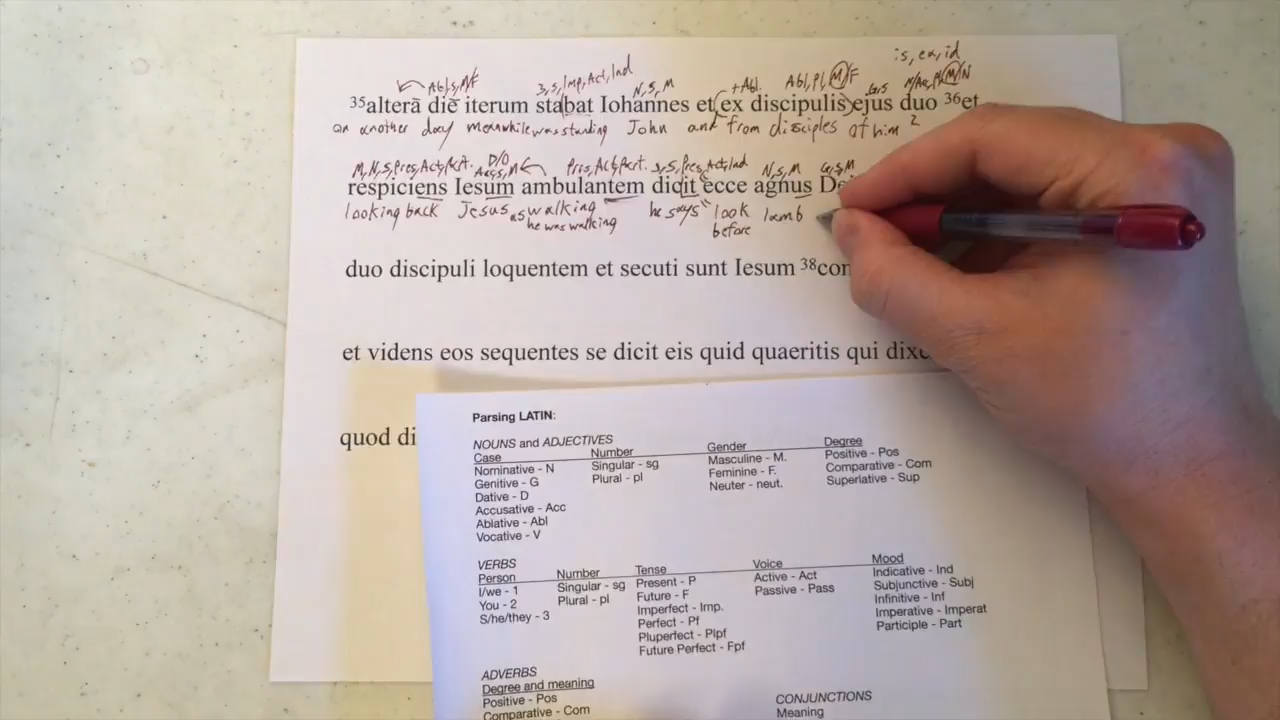 is, ea, id
Abl,S,M/F 3,S,Imp,Act,Ind N,S,M +Abl. Abl,Pl,M/F G,S M/Acc,Pl,M/N
35alterā diē iterum stabat Iohannes et (ex discipulis) ejus duo 36et
on another day meanwhile was standing John and from disciples of him 2
M,N,S,Pres,Act,Part. D/O Acc,S,M Pres,Act,Part. 3,S,Pres,Act,Ind N,S,M G,S,M
respiciens Iesum ambulantem dicit ecce agnus
looking back Jesus as walking he says " look lamb
he was walking before
duo discipuli loquentem et secuti sunt Iesum 38con
et videns eos sequentes se dicit eis quid quaeritis qui dixe
quod di
Parsing LATIN:
NOUNS and ADJECTIVES
Case Number Gender Degree
Nominative - N Singular - sg Masculine - M. Positive - Pos
Genitive - G Plural - pl Feminine - F. Comparative - Com
Dative - D Neuter - neut. Superlative - Sup
Accusative - Acc
Ablative - Abl
Vocative - V
VERBS
Person Number Tense Voice Mood
I/we - 1 Singular - sg Present - P Active - Act Indicative - Ind
You - 2 Plural - pl Future - F Passive - Pass Subjunctive - Subj
S/he/they - 3 Imperfect - Imp. Infinitive - Inf
Perfect - Pf Imperative - Imperat
Pluperfect - Plpf Participle - Part
Future Perfect - Fpf
ADVERBS
Degree and meaning
Positive - Pos CONJUNCTIONS
Comparative - Com Meaning